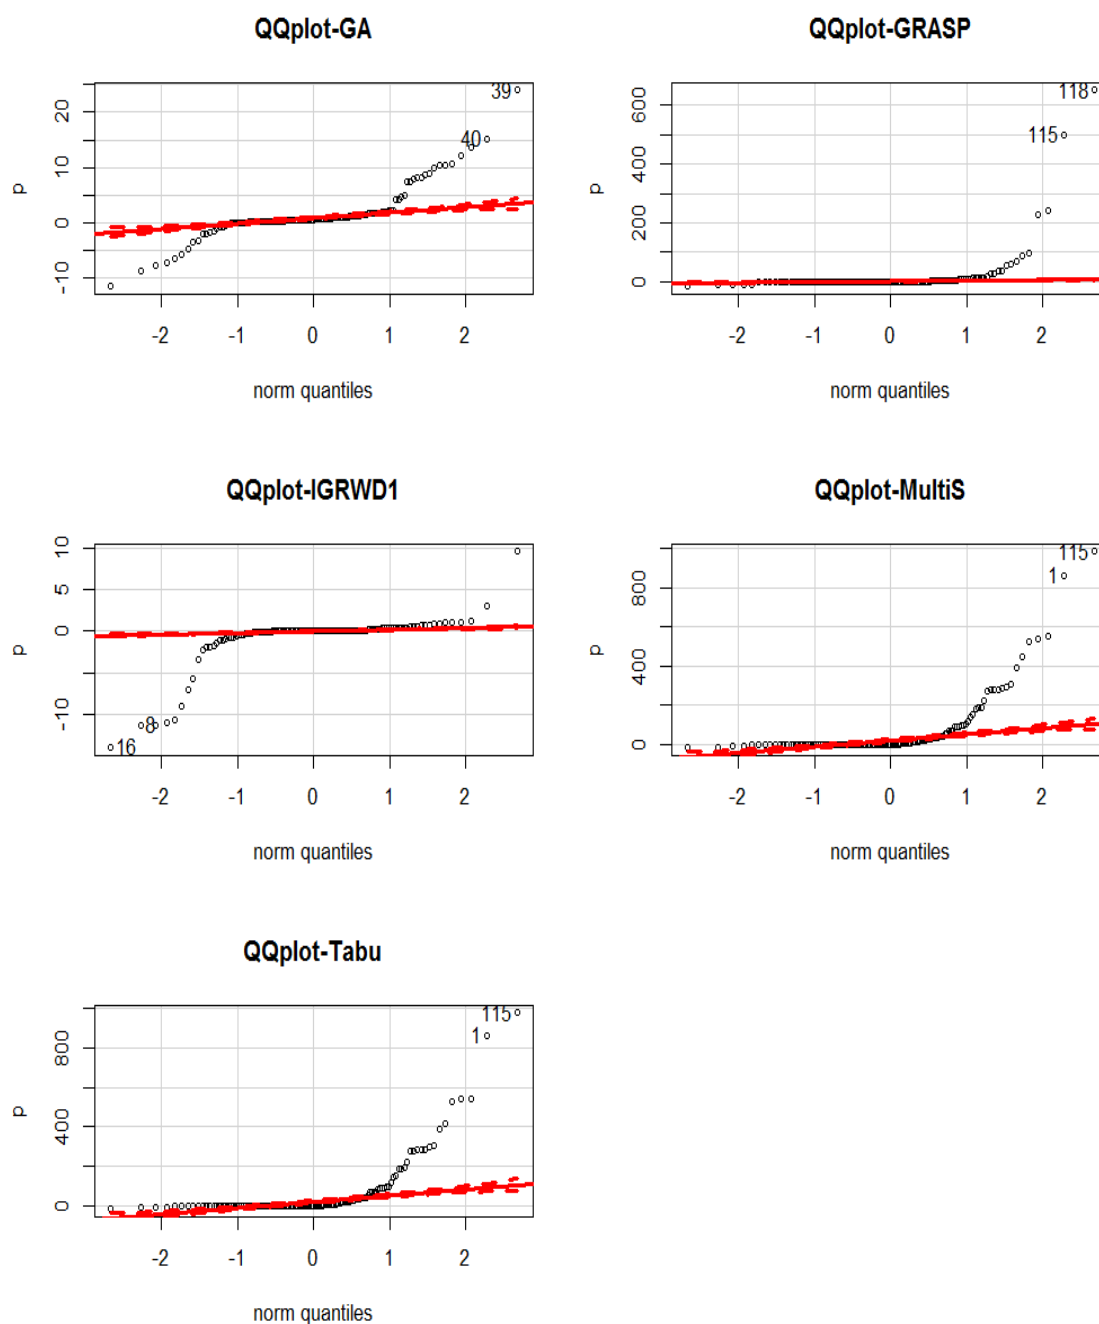 QQplot-GA
p
20
10
0
-10
39
40
-2 -1 0 1 2
norm quantiles
QQplot-GRASP
p
600
400
200
0
118
115
-2 -1 0 1 2
norm quantiles
QQplot-IGRWD1
p
10
5
0
-10
8
16
-2 -1 0 1 2
norm quantiles
QQplot-MultiS
p
800
400
0
115
1
-2 -1 0 1 2
norm quantiles
QQplot-Tabu
p
800
400
0
115
1
-2 -1 0 1 2
norm quantiles